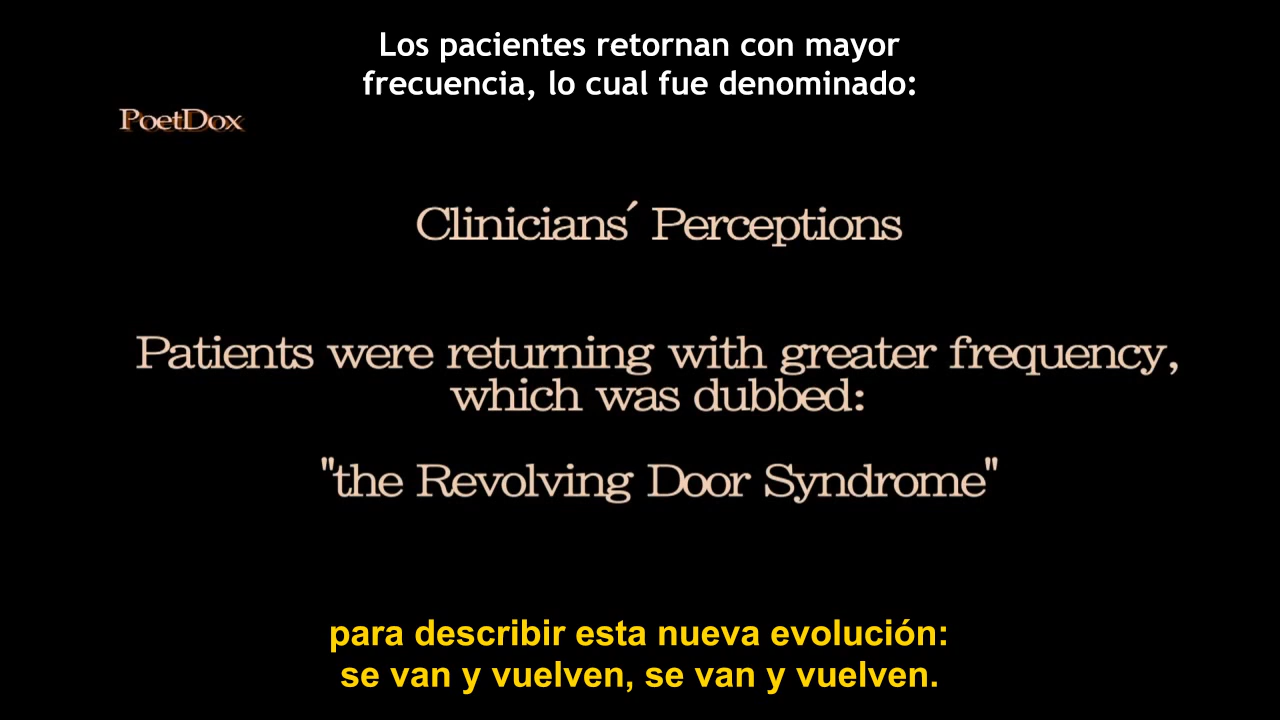 Los pacientes retornan con mayor
frecuencia, lo cual fue denominado:
PoetDox
Clinicians´ Perceptions
Patients were returning with greater frequency,
which was dubbed:
"the Revolving Door Syndrome"
para describir esta nueva evolución:
se van y vuelven, se van y vuelven.